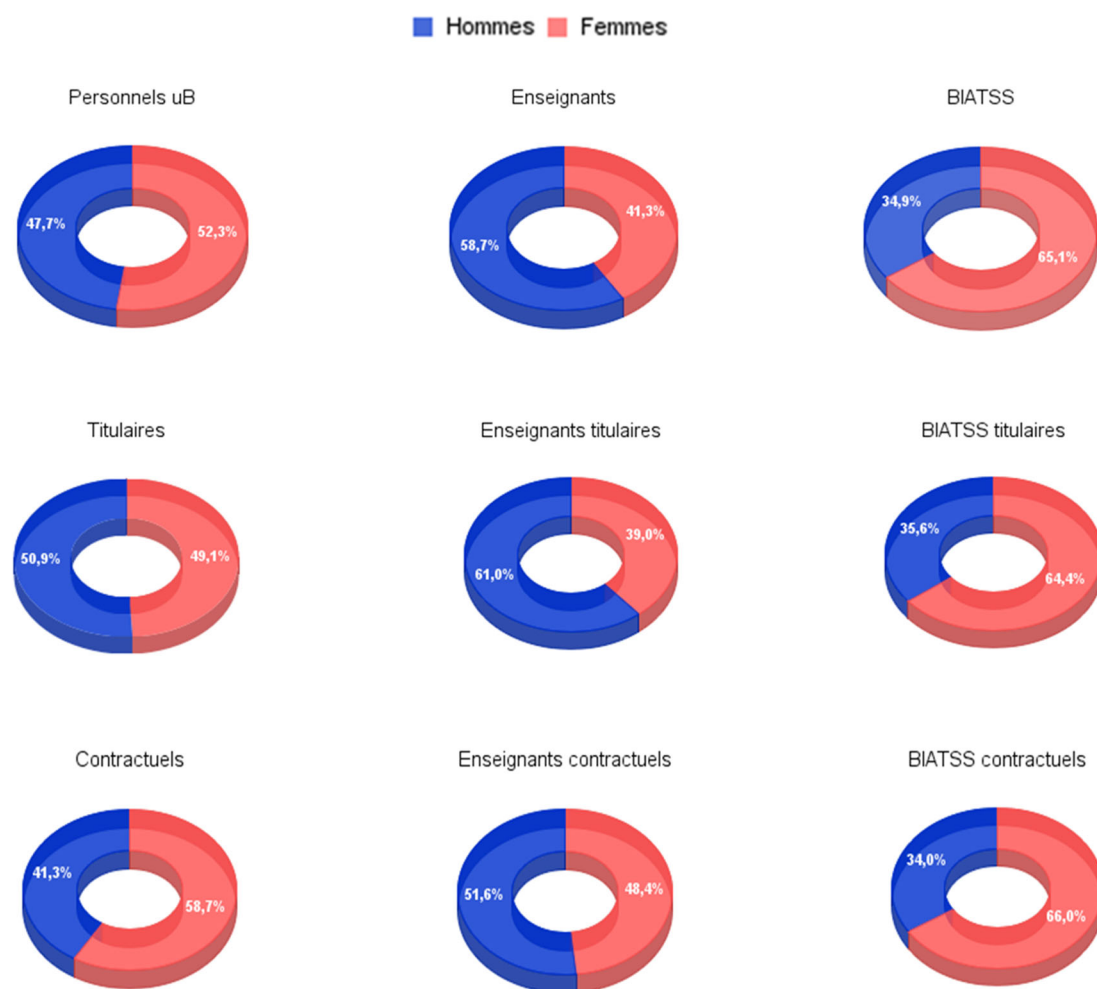 Hommes Femmes
Personnels uB
Enseignants
BIATSS
47,7%
52,3%
58,7%
41,3%
34,9%
65,1%
Titulaires
Enseignants titulaires
BIATSS titulaires
50,9%
49,1%
61,0%
39,0%
35,6%
64,4%
Contractuels
Enseignants contractuels
BIATSS contractuels
41,3%
58,7%
51,6%
48,4%
34,0%
66,0%